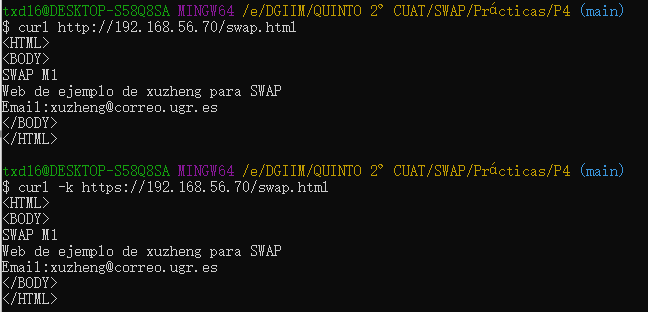 txd16@DESKTOP-S58Q8SA MINGW64 /e/DGIIM/QUINTO 2° CUAT/SWAP/Prácticas/P4 (main)
$ curl http://192.168.56.70/swap.html
<HTML>
<BODY>
SWAP M1
Web de ejemplo de xuzheng para SWAP
Email:xuzheng@correo.ugr.es
</BODY>
</HTML>
txd16@DESKTOP-S58Q8SA MINGW64 /e/DGIIM/QUINTO 2° CUAT/SWAP/Prácticas/P4 (main)
$ curl -k https://192.168.56.70/swap.html
<HTML>
<BODY>
SWAP M1
Web de ejemplo de xuzheng para SWAP
Email:xuzheng@correo.ugr.es
</BODY>
</HTML>